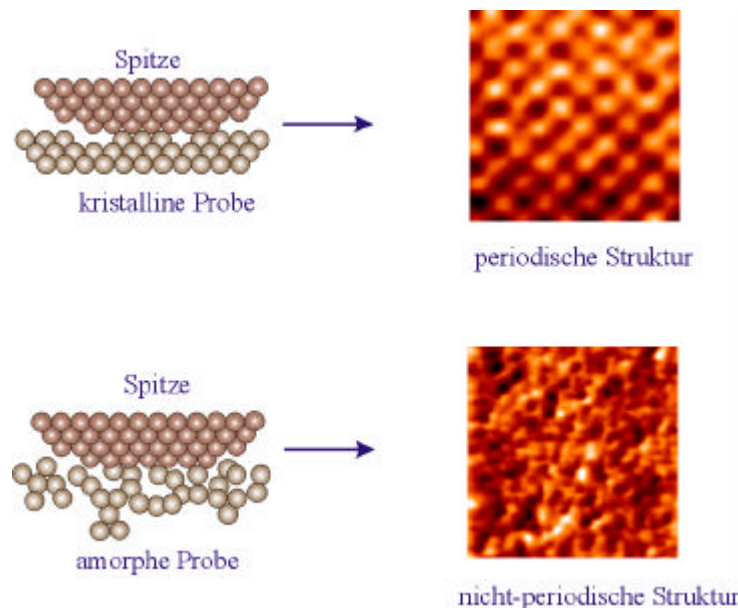 Spitze
kristalline Probe
periodische Struktur
Spitze
amorphe Probe
nicht-periodische Struktur